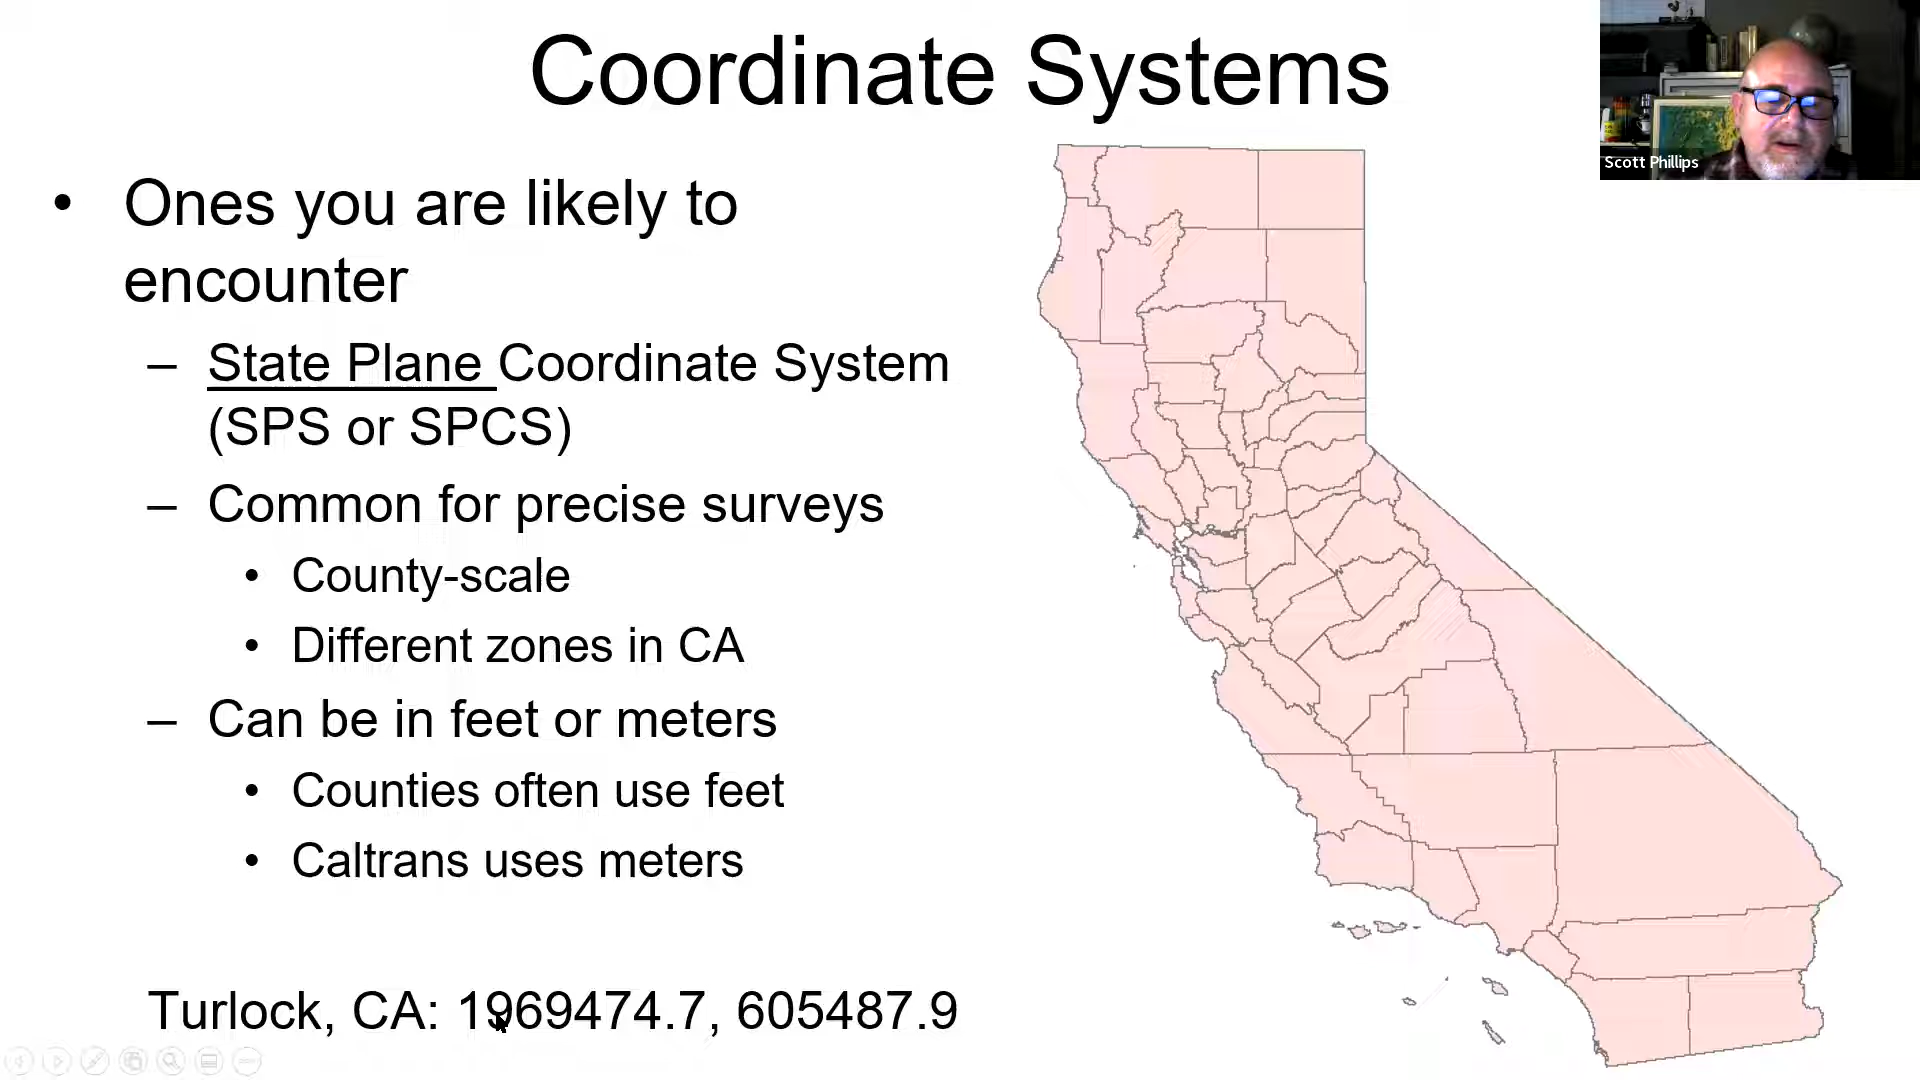 Coordinate Systems
Scott Phillips
• Ones you are likely to
encounter
– State Plane Coordinate System
(SPS or SPCS)
– Common for precise surveys
• County-scale
• Different zones in CA
– Can be in feet or meters
• Counties often use feet
• Caltrans uses meters
Turlock, CA: 1969474.7, 605487.9